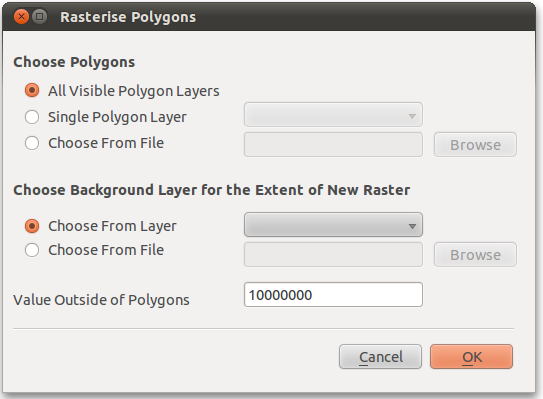 Rasterise Polygons
Choose Polygons
All Visible Polygon Layers
Single Polygon Layer
Choose From File
Browse
Choose Background Layer for the Extent of New Raster
Choose From Layer
Choose From File
Browse
Value Outside of Polygons
10000000
Cancel
OK